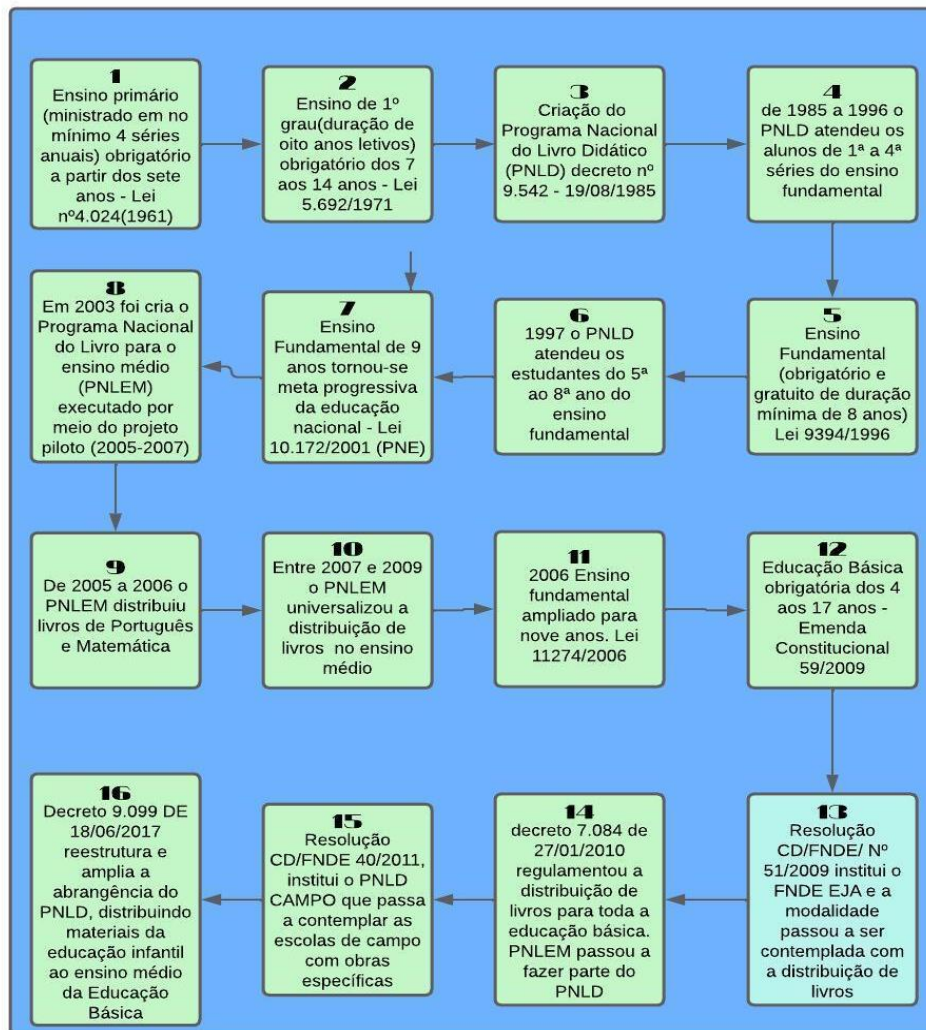 1
Ensino primário
(ministrado em no
mínimo 4 séries
anuais) obrigatório
a partir dos sete
anos - Lei
nº4.024(1961)
2
Ensino de 1º
grau(duração de
oito anos letivos)
obrigatório dos 7
aos 14 anos - Lei
5.692/1971
3
Criação do
Programa Nacional
do Livro Didático
(PNLD) decreto nº
9.542 - 19/08/1985
4
de 1985 a 1996 o
PNLD atendeu os
alunos de 1ª a 4ª
séries do ensino
fundamental
5
Ensino
Fundamental
(obrigatório e
gratuito de duração
mínima de 8 anos)
Lei 9394/1996
6
1997 o PNLD
atendeu os
estudantes do 5ª
ao 8ª ano do
ensino
fundamental
7
Ensino
Fundamental de 9
anos tornou-se
meta progressiva
da educação
nacional - Lei
10.172/2001 (PNE)
8
Em 2003 foi cria o
Programa Nacional
do Livro para o
ensino médio
(PNLEM)
executado por
meio do projeto
piloto (2005-2007)
9
De 2005 a 2006 o
PNLEM distribuiu
livros de Português
e Matemática
10
Entre 2007 e 2009
o PNLEM
universalizou a
distribuição de
livros no ensino
médio
11
2006 Ensino
fundamental
ampliado para
nove anos. Lei
11274/2006
12
Educação Básica
obrigatória dos 4
aos 17 anos -
Emenda
Constitucional
59/2009
13
Resolução
CD/FNDE/ Nº
51/2009 institui o
FNDE EJA e a
modalidade
passou a ser
contemplada com
a distribuição de
livros
14
decreto 7.084 de
27/01/2010
regulamentou a
distribuição de
livros para toda a
educação básica.
PNLEM passou a
fazer parte do
PNLD
15
Resolução
CD/FNDE 40/2011,
institui o PNLD
CAMPO que passa
a contemplar as
escolas de campo
com obras
específicas
16
Decreto 9.099 DE
18/06/2017
reestrutura e
amplia a
abrangência do
PNLD, distribuindo
materiais da
educação infantil
ao ensino médio
da Educação
Básica